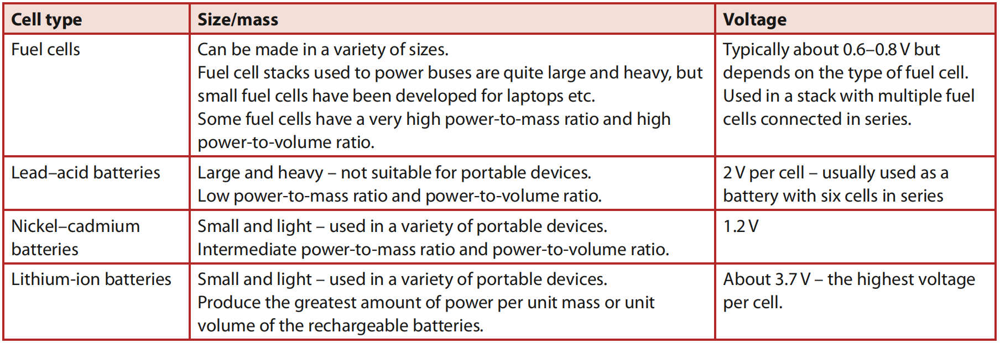 Cell type
Size/mass
Voltage
Fuel cells
Can be made in a variety of sizes.
Fuel cell stacks used to power buses are quite large and heavy, but
small fuel cells have been developed for laptops etc.
Some fuel cells have a very high power-to-mass ratio and high
power-to-volume ratio.
Typically about 0.6–0.8 V but
depends on the type of fuel cell.
Used in a stack with multiple fuel
cells connected in series.
Lead–acid batteries
Large and heavy – not suitable for portable devices.
Low power-to-mass ratio and power-to-volume ratio.
2 V per cell – usually used as a
battery with six cells in series
Nickel–cadmium
batteries
Small and light – used in a variety of portable devices.
Intermediate power-to-mass ratio and power-to-volume ratio.
1.2 V
Lithium-ion batteries
Small and light – used in a variety of portable devices.
Produce the greatest amount of power per unit mass or unit
volume of the rechargeable batteries.
About 3.7 V – the highest voltage
per cell.